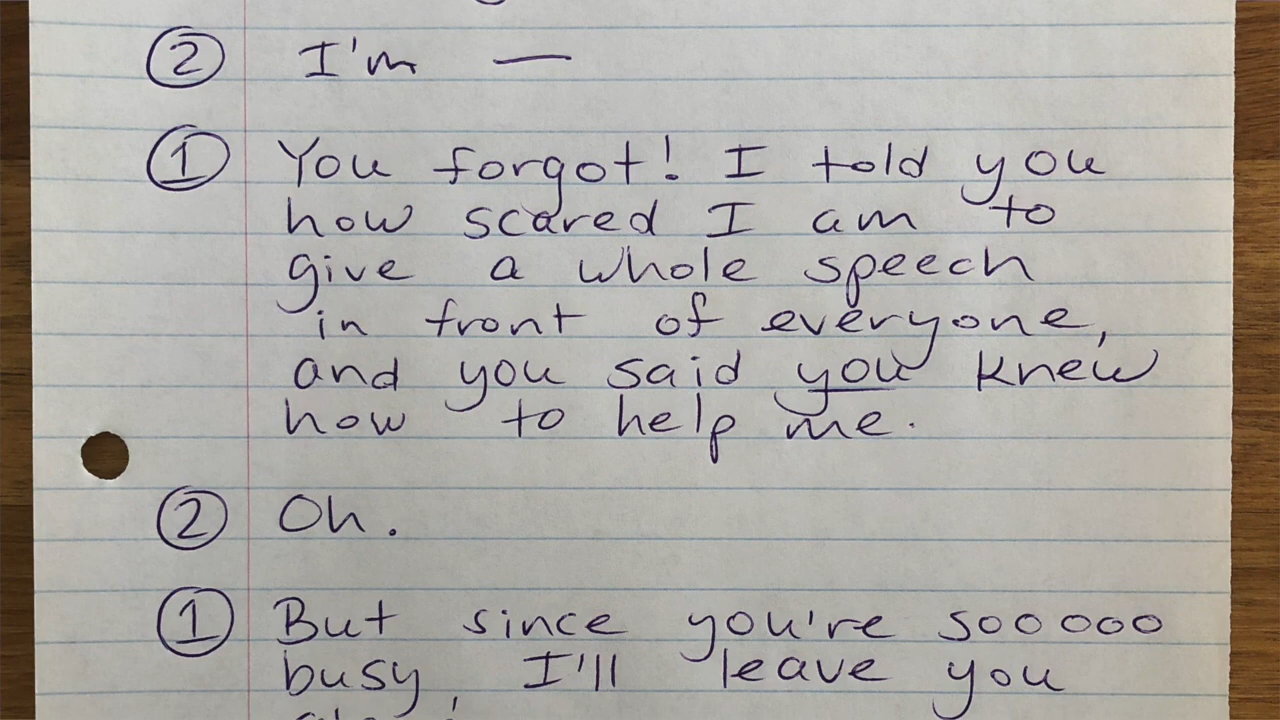 ② I'm —
① You forgot! I told you
how scared I am to
give a whole speech
in front of everyone,
and you said you knew
how to help me.
② Oh.
① But since you're sooooo
busy, I'll leave you